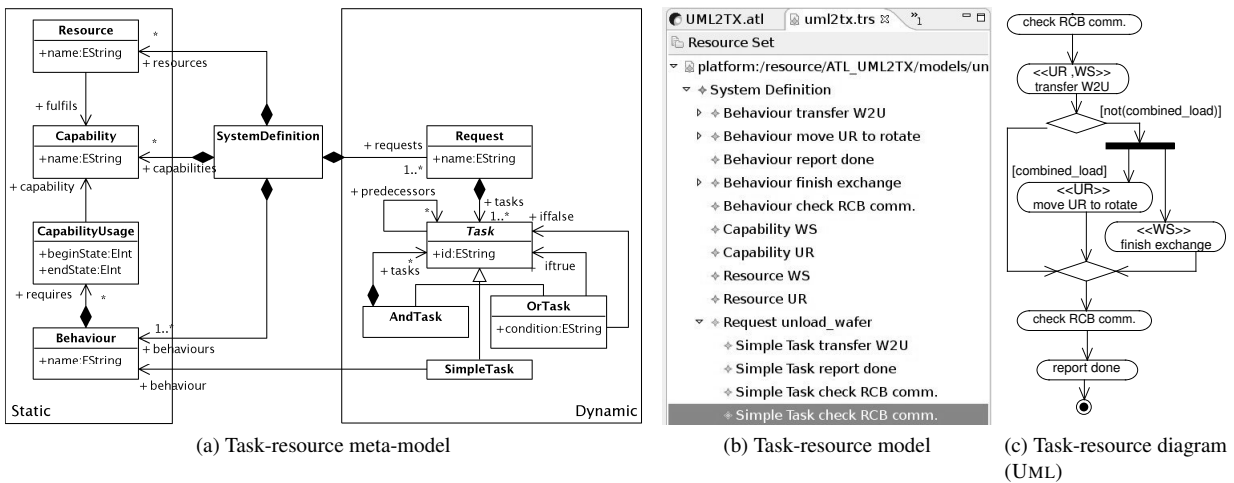 Resource
+name:EString
*
+ resources
+ fulfils
Capability
+name:EString
*
+ capabilities
+ capability
CapabilityUsage
+beginState:EInt
+endState:EInt
+ requires
*
Behaviour
+name:EString
1..*
+ behaviours
+ behaviour
Static
SystemDefinition
+ requests
1..*
Request
+name:EString
+ predecessors
*
+ tasks
1..*
+ iffalse
Task
+id:EString
*
+ tasks
+ iftrue
AndTask
OrTask
+condition:EString
SimpleTask
Dynamic
(a) Task-resource meta-model
UML2TX.atl
uml2tx.trs
»1
Resource Set
platform:/resource/ATL_UML2TX/models/un
System Definition
Behaviour transfer W2U
Behaviour move UR to rotate
Behaviour report done
Behaviour finish exchange
Behaviour check RCB comm.
Capability WS
Capability UR
Resource WS
Resource UR
Request unload_wafer
Simple Task transfer W2U
Simple Task report done
Simple Task check RCB comm.
Simple Task check RCB comm.
(b) Task-resource model
check RCB comm.
<<UR ,WS>>
transfer W2U
[not(combined_load)]
[combined_load]
<<UR>>
move UR to rotate
<<WS>>
finish exchange
check RCB comm.
report done
(c) Task-resource diagram
(UML)